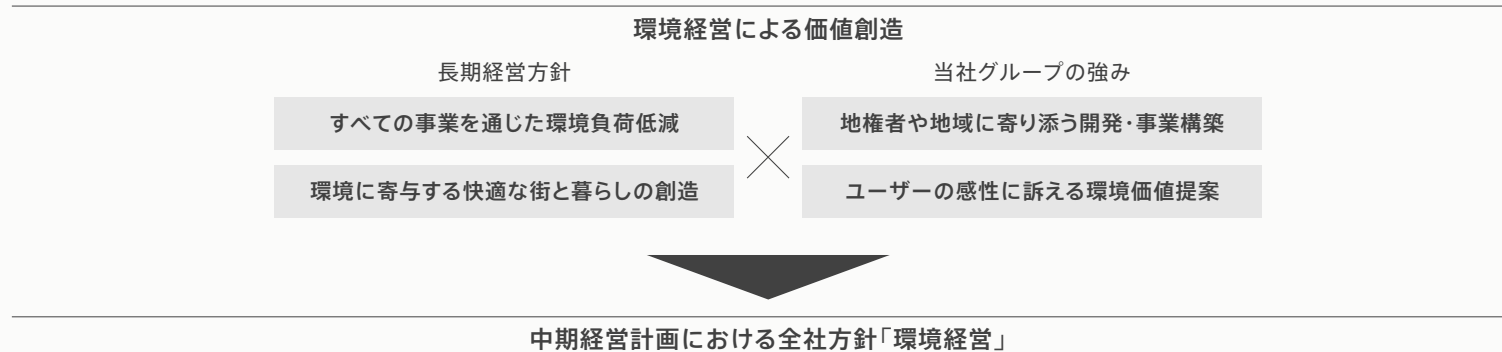 環境経営による価値創造
長期経営方針
すべての事業を通じた環境負荷低減
環境に寄与する快適な街と暮らしの創造
当社グループの強み
地権者や地域に寄り添う開発・事業構築
ユーザーの感性に訴える環境価値提案
中期経営計画における全社方針「環境経営」